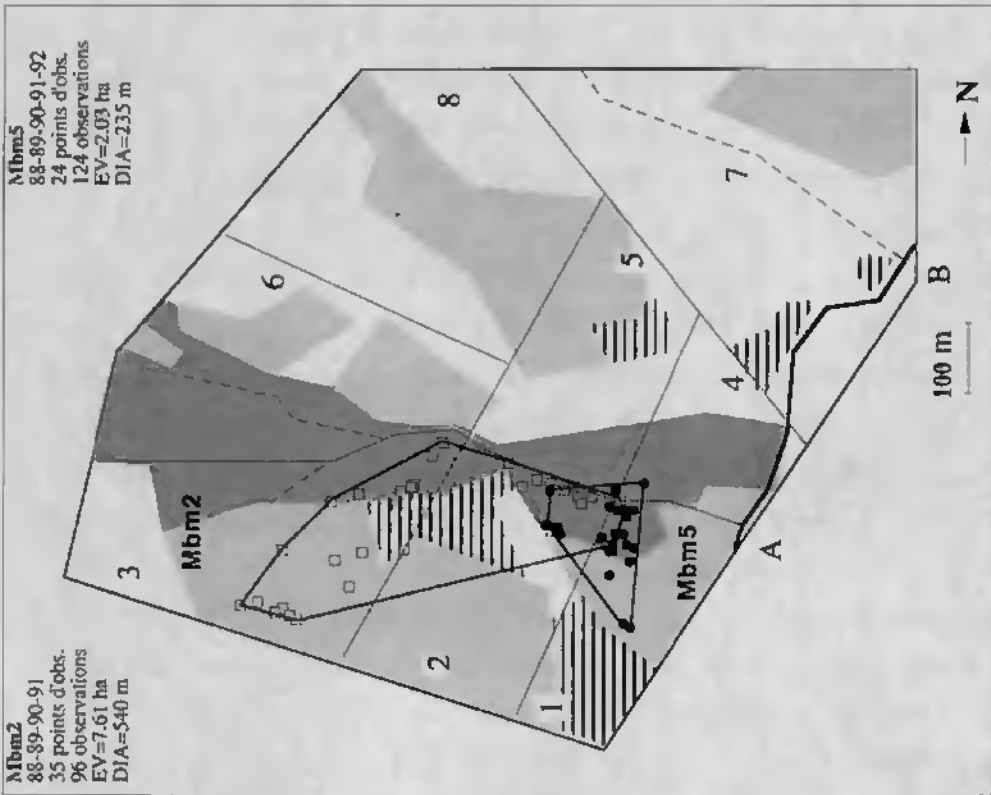 Mbm2
88-89-90-91
35 points d'obs.
96 observations
EV=7.61 ha
DIA=540 m
Mbm5
88-89-90-91-92
24 points d'obs.
124 observations
EV=2.03 ha
DIA=235 m
3
Mbm2
6
8
2
5
7
1
4
Mbm5
A
B
100 m
N